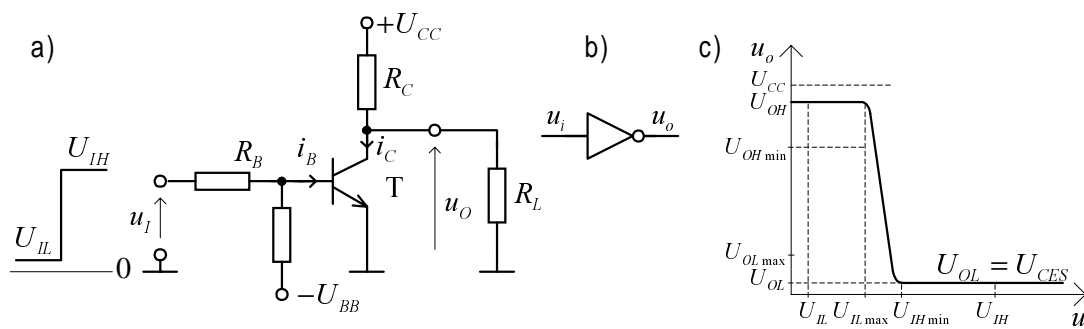 a)
+U_CC
R_C
U_IH
R_B
i_B
i_C
T
u_I
u_O
R_L
U_IL
0
−U_BB
b)
u_i
u_o
c)
u_o
U_CC
U_OH
U_OH min
U_OL max
U_OL
U_OL = U_CES
U_IL
U_IL max
U_IH min
U_IH